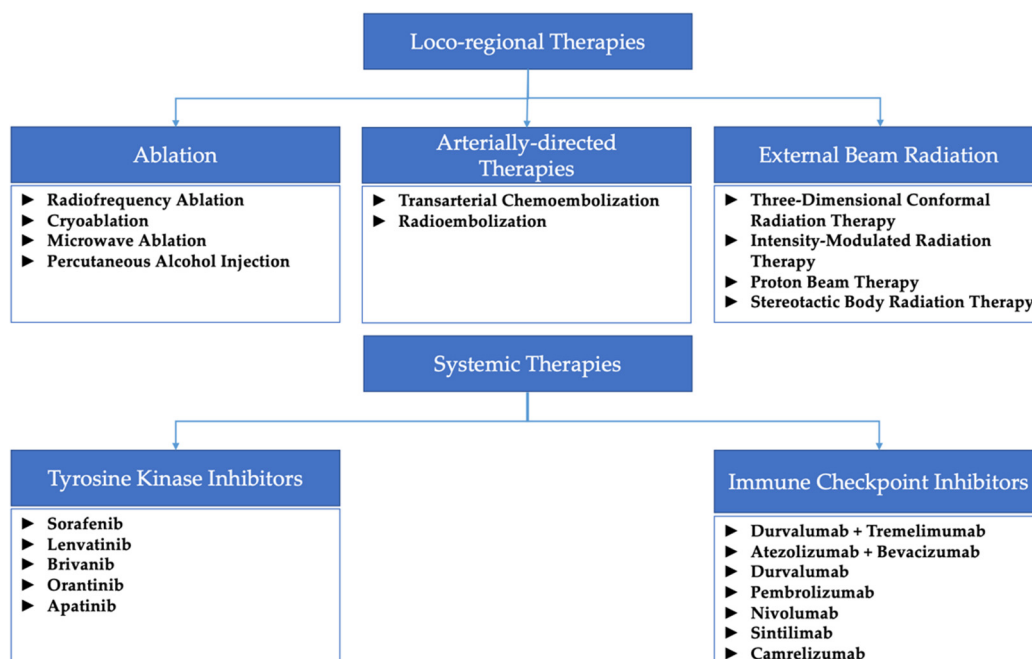 Loco-regional Therapies
Ablation
► Radiofrequency Ablation
► Cryoablation
► Microwave Ablation
► Percutaneous Alcohol Injection
Arterially-directed
Therapies
► Transarterial Chemoembolization
► Radioembolization
External Beam Radiation
► Three-Dimensional Conformal
Radiation Therapy
► Intensity-Modulated Radiation
Therapy
► Proton Beam Therapy
► Stereotactic Body Radiation Therapy
Systemic Therapies
Tyrosine Kinase Inhibitors
► Sorafenib
► Lenvatinib
► Brivanib
► Orantinib
► Apatinib
Immune Checkpoint Inhibitors
► Durvalumab + Tremelimumab
► Atezolizumab + Bevacizumab
► Durvalumab
► Pembrolizumab
► Nivolumab
► Sintilimab
► Camrelizumab